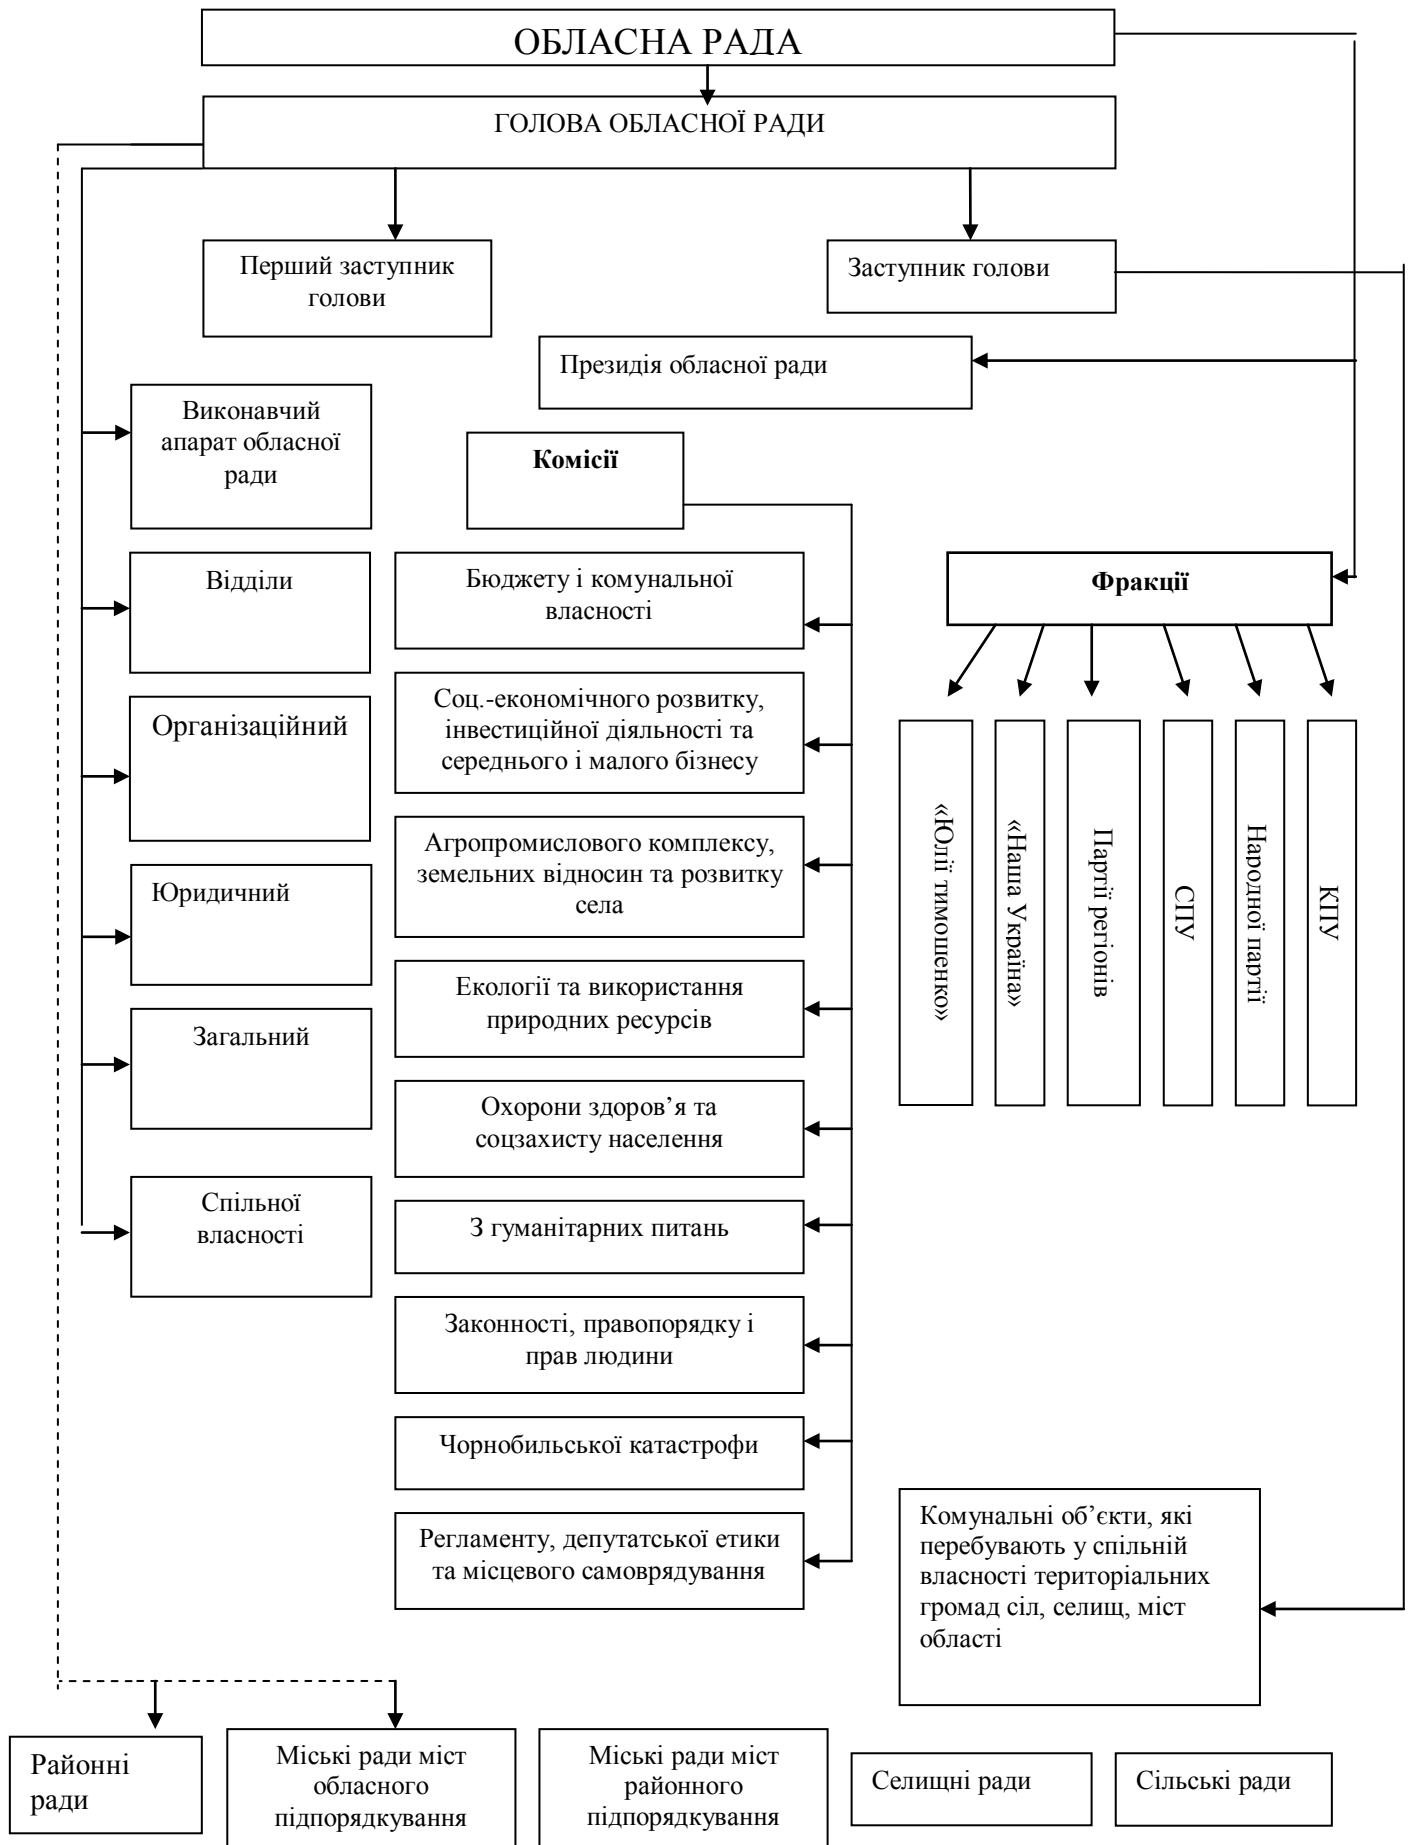 ОБЛАСНА РАДА
ГОЛОВА ОБЛАСНОЇ РАДИ
Перший заступник
голови
Заступник голови
Президія обласної ради
Виконавчий
апарат обласної
ради
Комісії
Відділи
Бюджету і комунальної
власності
Фракції
Організаційний
Соц.-економічного розвитку,
інвестиційної діяльності та
середнього і малого бізнесу
«Юлії тимошенко»
«Наша Україна»
Партії регіонів
СПУ
Народної партії
КПУ
Агропромислового комплексу,
земельних відносин та розвитку
села
Юридичний
Екології та використання
природних ресурсів
Загальний
Охорони здоров’я та
соцзахисту населення
Спільної
власності
З гуманітарних питань
Законності, правопорядку і
прав людини
Чорнобильської катастрофи
Регламенту, депутатської етики
та місцевого самоврядування
Комунальні об’єкти, які
перебувають у спільній
власності територіальних
громад сіл, селищ, міст
області
Районні
ради
Міські ради міст
обласного
підпорядкування
Міські ради міст
районного
підпорядкування
Селищні ради
Сільські ради